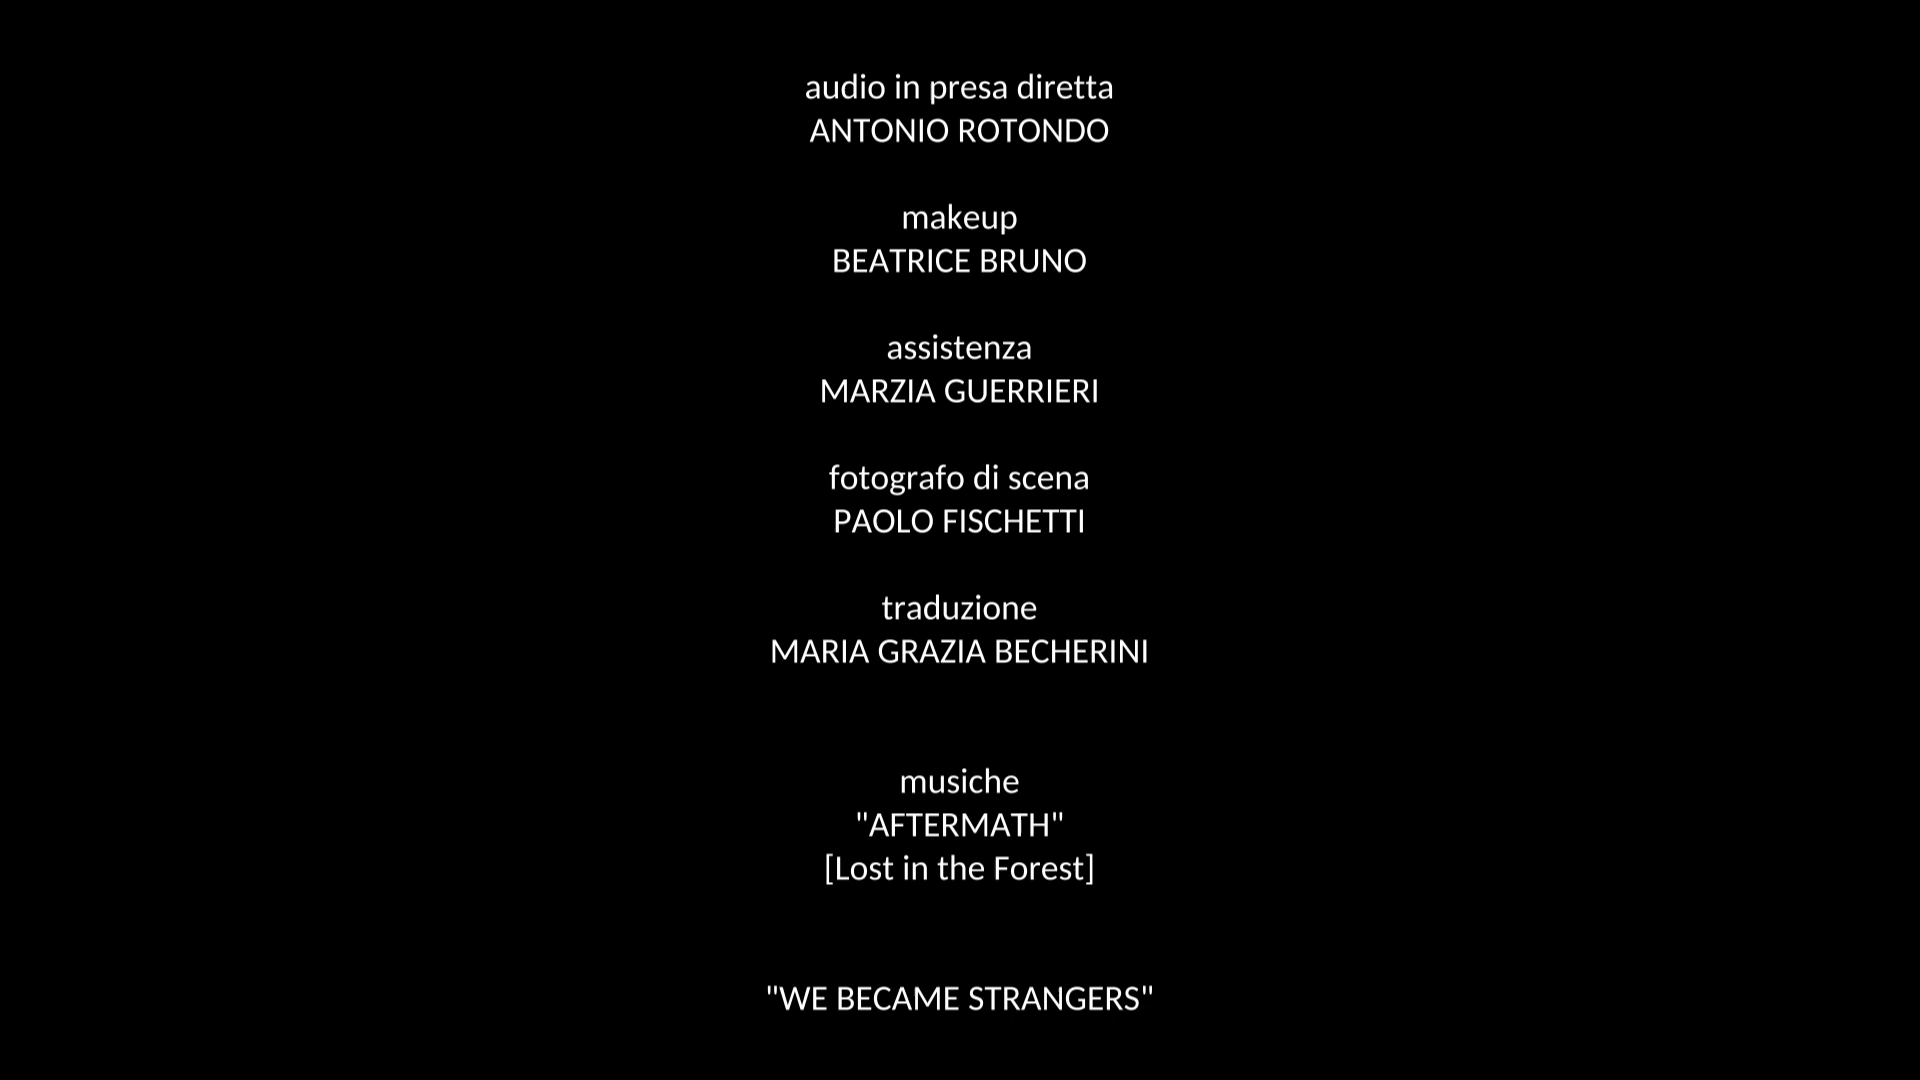 audio in presa diretta
ANTONIO ROTONDO
makeup
BEATRICE BRUNO
assistenza
MARZIA GUERRIERI
fotografo di scena
PAOLO FISCHETTI
traduzione
MARIA GRAZIA BECHERINI
musiche
"AFTERMATH"
[Lost in the Forest]
"WE BECAME STRANGERS"